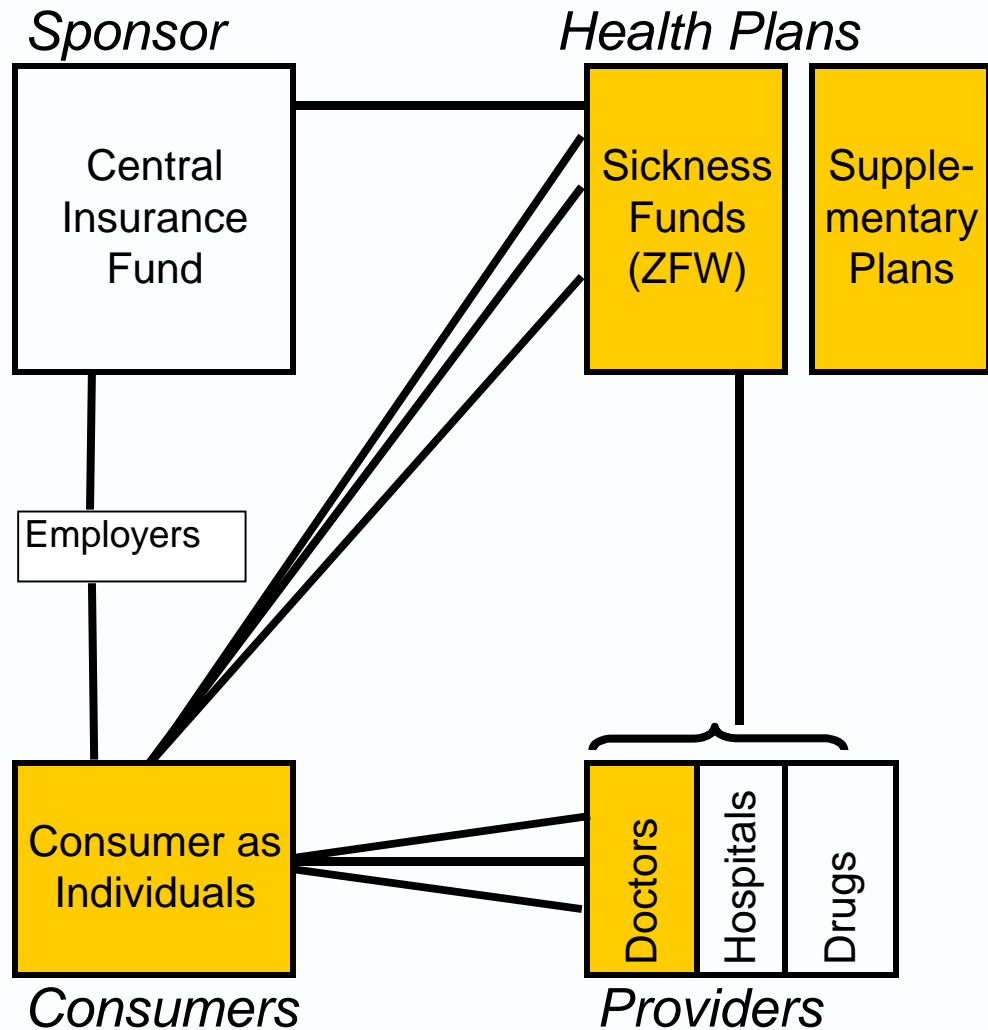 Sponsor
Health Plans
Central
Insurance
Fund
Sickness
Funds
(ZFW)
Supple-
mentary
Plans
Employers
Consumer as
Individuals
Doctors
Hospitals
Drugs
Consumers
Providers